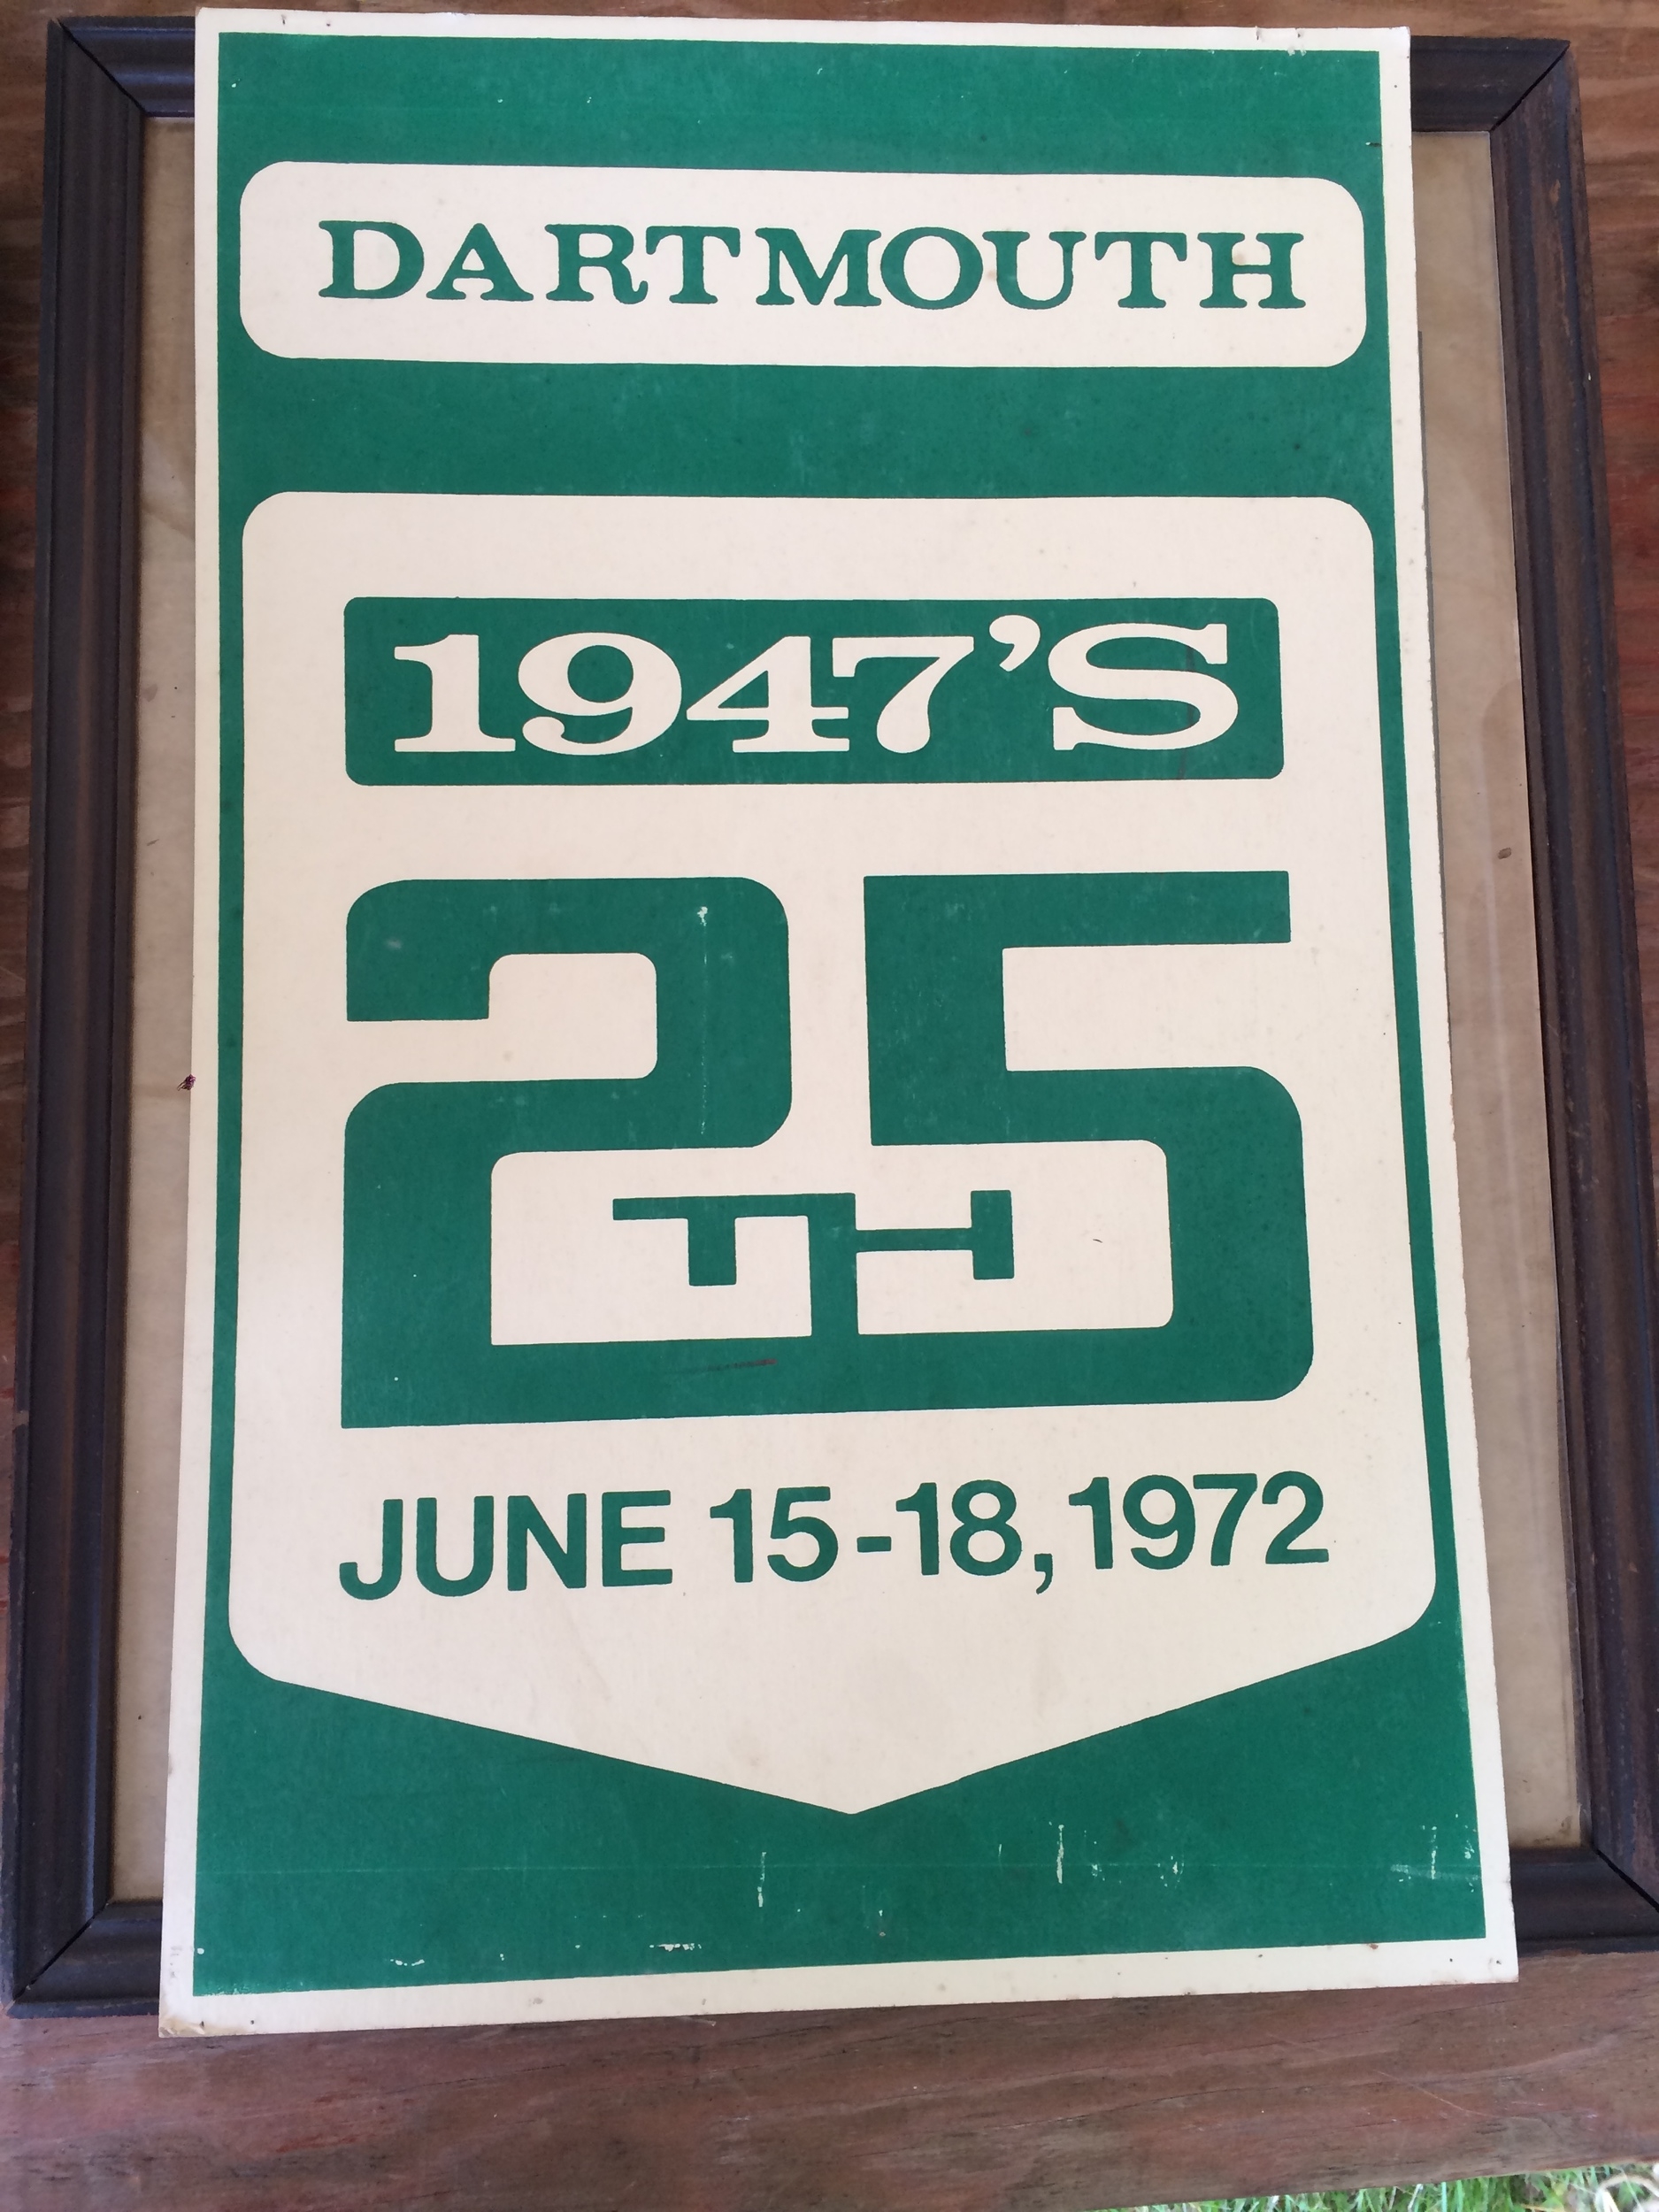 DARTMOUTH
1947’S
25
TH
JUNE 15-18, 1972